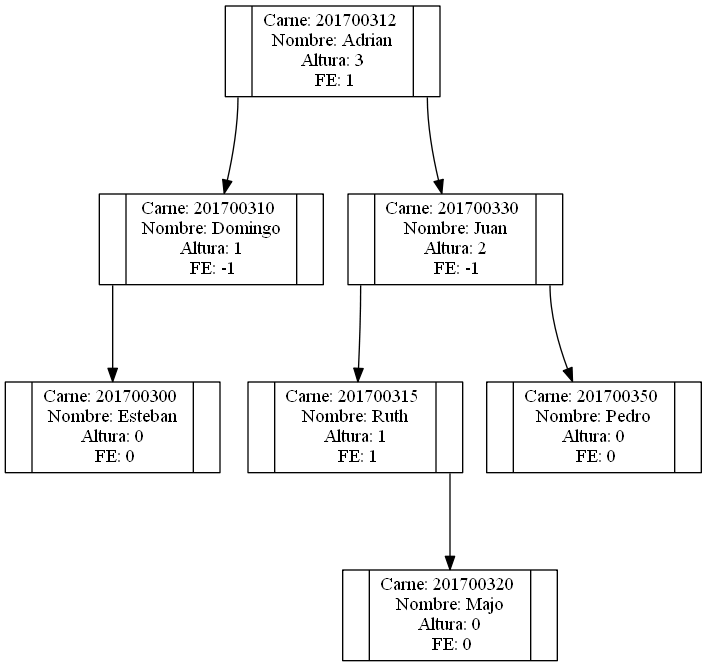 Carne: 201700312
Nombre: Adrian
Altura: 3
FE: 1
Carne: 201700310
Nombre: Domingo
Altura: 1
FE: -1
Carne: 201700330
Nombre: Juan
Altura: 2
FE: -1
Carne: 201700300
Nombre: Esteban
Altura: 0
FE: 0
Carne: 201700315
Nombre: Ruth
Altura: 1
FE: 1
Carne: 201700350
Nombre: Pedro
Altura: 0
FE: 0
Carne: 201700320
Nombre: Majo
Altura: 0
FE: 0